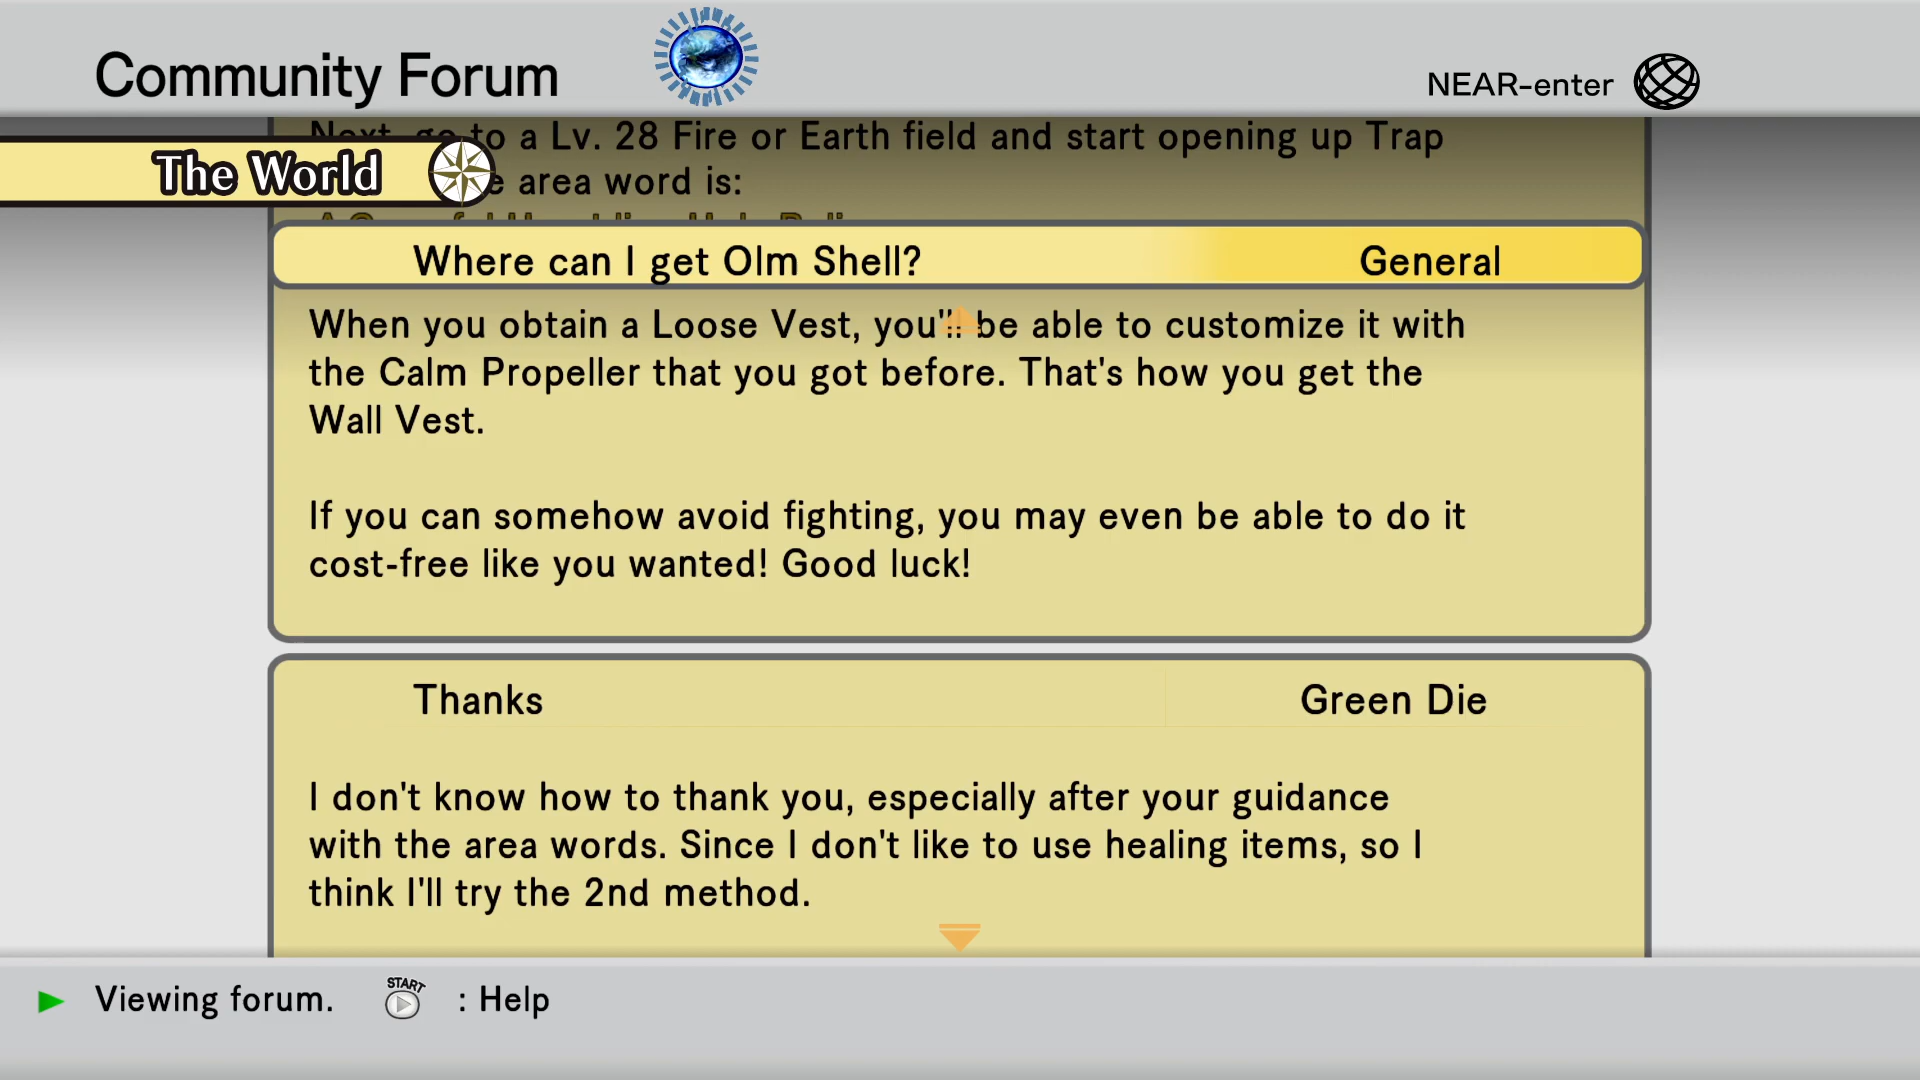 Community Forum
NEAR-enter
Next, go to a Lv. 28 Fire or Earth field and start opening up Trap
The World
area word is:
Where can I get Olm Shell?
General
When you obtain a Loose Vest, you'll be able to customize it with
the Calm Propeller that you got before. That's how you get the
Wall Vest.
If you can somehow avoid fighting, you may even be able to do it
cost-free like you wanted! Good luck!
Thanks
Green Die
I don't know how to thank you, especially after your guidance
with the area words. Since I don't like to use healing items, so I
think I'll try the 2nd method.
Viewing forum.
START
: Help